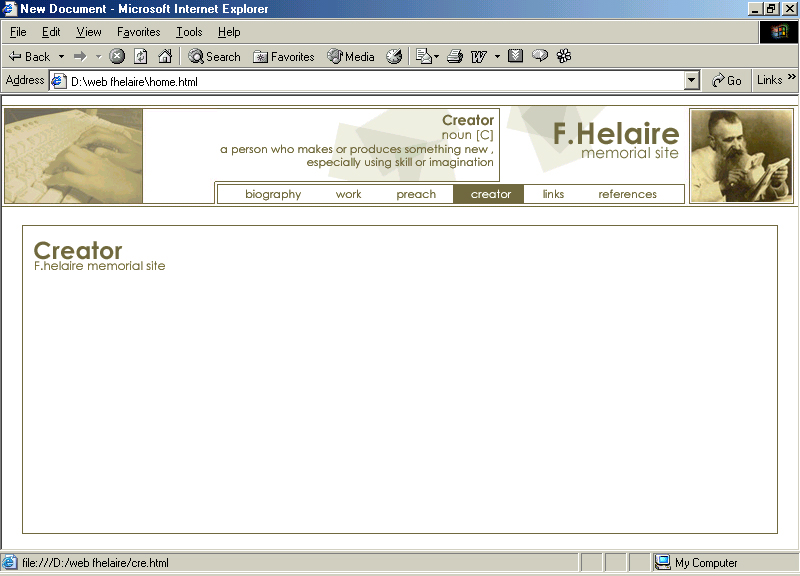 New Document - Microsoft Internet Explorer
File Edit View Favorites Tools Help
Back Search Favorites Media
Address D:\web fhelaire\home.html Go Links »
Creator
noun [C]
a person who makes or produces something new ,
especially using skill or imagination
F.Helaire
memorial site
biography work preach creator links references
Creator
F.helaire memorial site
file:///D:/web fhelaire/cre.html My Computer